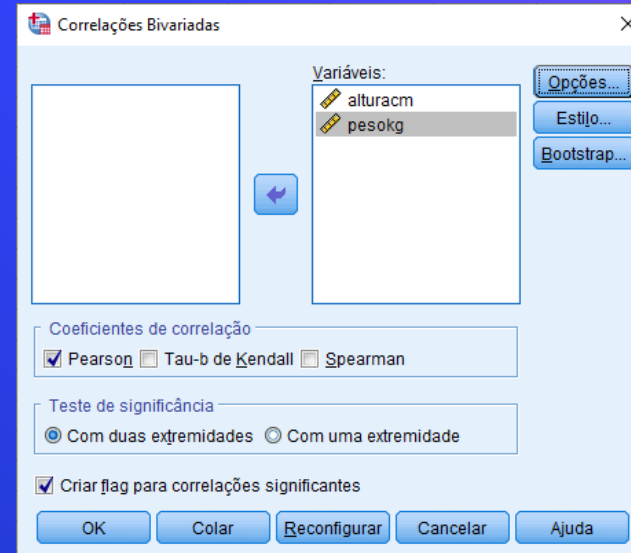 Correlações Bivariadas
Variáveis:
alturacm
pesokg
Opções...
Estilo...
Bootstrap...
Coeficientes de correlação
Pearson Tau-b de Kendall Spearman
Teste de significância
Com duas extremidades Com uma extremidade
Criar flag para correlações significantes
OK Colar Reconfigurar Cancelar Ajuda